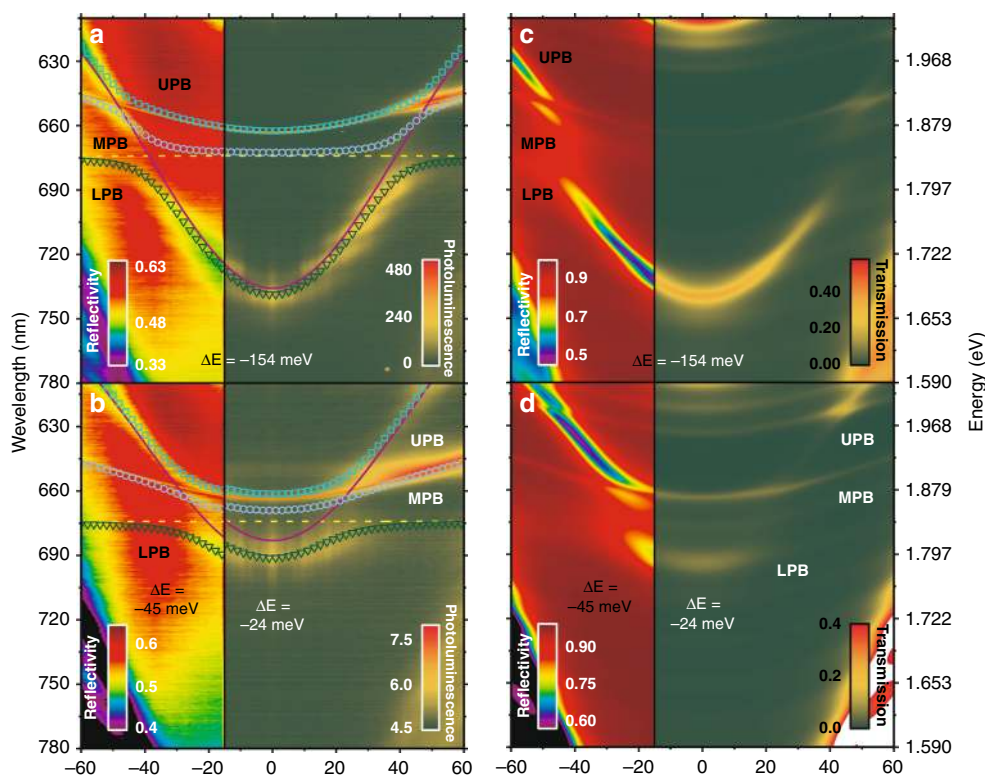 a
c
630
660
690
720
750
780
UPB
MPB
LPB
Reflectivity
0.63
0.48
0.33
ΔE = –154 meV
480
240
0
Photoluminescence
UPB
MPB
LPB
Reflectivity
0.9
0.7
0.5
ΔE = –154 meV
0.40
0.20
0.00
Transmission
1.968
1.879
1.797
1.722
1.653
1.590
Wevelength (nm)
Energy (eV)
b
d
630
660
690
720
750
780
UPB
MPB
LPB
ΔE =
–45 meV
ΔE =
–24 meV
Reflectivity
0.6
0.5
0.4
7.5
6.0
4.5
Photoluminescence
UPB
MPB
LPB
ΔE =
–45 meV
ΔE =
–24 meV
Reflectivity
0.90
0.75
0.60
0.4
0.2
0.0
Transmission
1.968
1.879
1.797
1.722
1.653
1.590
–60 –40 –20 0 20 40 60
–60 –40 –20 0 20 40 60